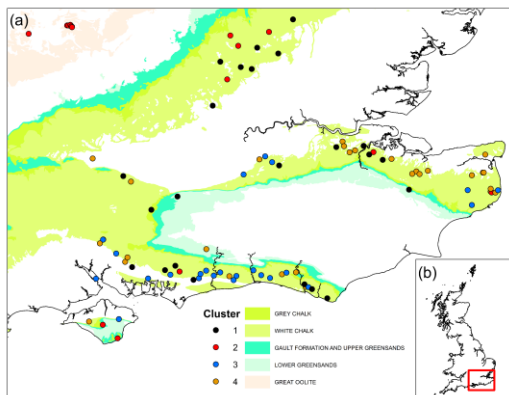 (a)
(b)
Cluster
GREY CHALK
1 WHITE CHALK
2 GAULT FORMATION AND UPPER GREENSANDS
3 LOWER GREENSANDS
4 GREAT OOLITE